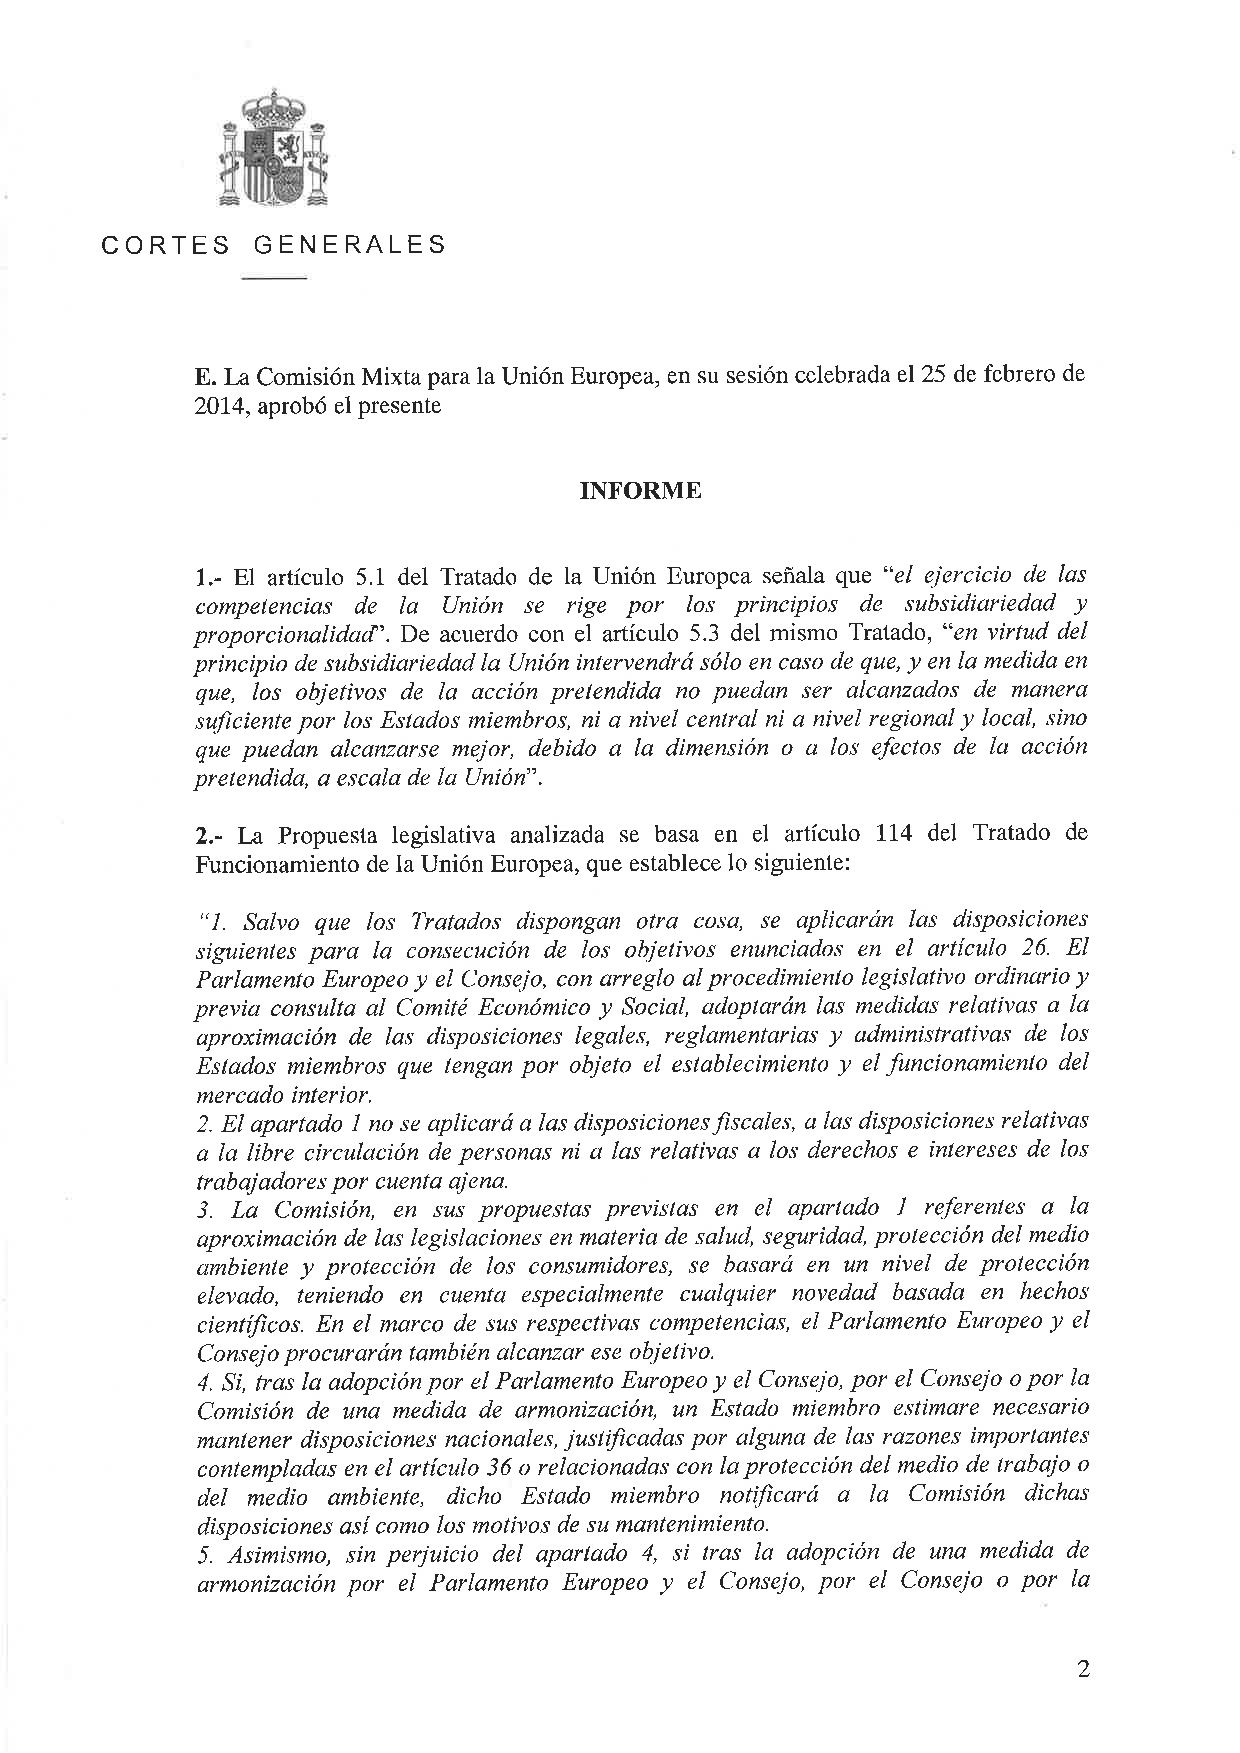 CORTES GENERALES
E. La Comisión Mixta para la Unión Europea, en su sesión celebrada el 25 de febrero de
2014, aprobó el presente
INFORME
1.- El artículo 5.1 del Tratado de la Unión Europea señala que “el ejercicio de las
competencias de la Unión se rige por los principios de subsidiariedad y
proporcionalidad”. De acuerdo con el artículo 5.3 del mismo Tratado, “en virtud del
principio de subsidiariedad la Unión intervendrá sólo en caso de que, y en la medida en
que, los objetivos de la acción pretendida no puedan ser alcanzados de manera
suficiente por los Estados miembros, ni a nivel central ni a nivel regional y local, sino
que puedan alcanzarse mejor, debido a la dimensión o a los efectos de la acción
pretendida, a escala de la Unión”.
2.- La Propuesta legislativa analizada se basa en el artículo 114 del Tratado de
Funcionamiento de la Unión Europea, que establece lo siguiente:
“1. Salvo que los Tratados dispongan otra cosa, se aplicarán las disposiciones
siguientes para la consecución de los objetivos enunciados en el artículo 26. El
Parlamento Europeo y el Consejo, con arreglo al procedimiento legislativo ordinario y
previa consulta al Comité Económico y Social, adoptarán las medidas relativas a la
aproximación de las disposiciones legales, reglamentarias y administrativas de los
Estados miembros que tengan por objeto el establecimiento y el funcionamiento del
mercado interior.
2. El apartado 1 no se aplicará a las disposiciones fiscales, a las disposiciones relativas
a la libre circulación de personas ni a las relativas a los derechos e intereses de los
trabajadores por cuenta ajena.
3. La Comisión, en sus propuestas previstas en el apartado 1 referentes a la
aproximación de las legislaciones en materia de salud, seguridad, protección del medio
ambiente y protección de los consumidores, se basará en un nivel de protección
elevado, teniendo en cuenta especialmente cualquier novedad basada en hechos
científicos. En el marco de sus respectivas competencias, el Parlamento Europeo y el
Consejo procurarán también alcanzar ese objetivo.
4. Si, tras la adopción por el Parlamento Europeo y el Consejo, por el Consejo o por la
Comisión de una medida de armonización, un Estado miembro estimare necesario
mantener disposiciones nacionales, justificadas por alguna de las razones importantes
contempladas en el artículo 36 o relacionadas con la protección del medio de trabajo o
del medio ambiente, dicho Estado miembro notificará a la Comisión dichas
disposiciones así como los motivos de su mantenimiento.
5. Asimismo, sin perjuicio del apartado 4, si tras la adopción de una medida de
armonización por el Parlamento Europeo y el Consejo, por el Consejo o por la
2